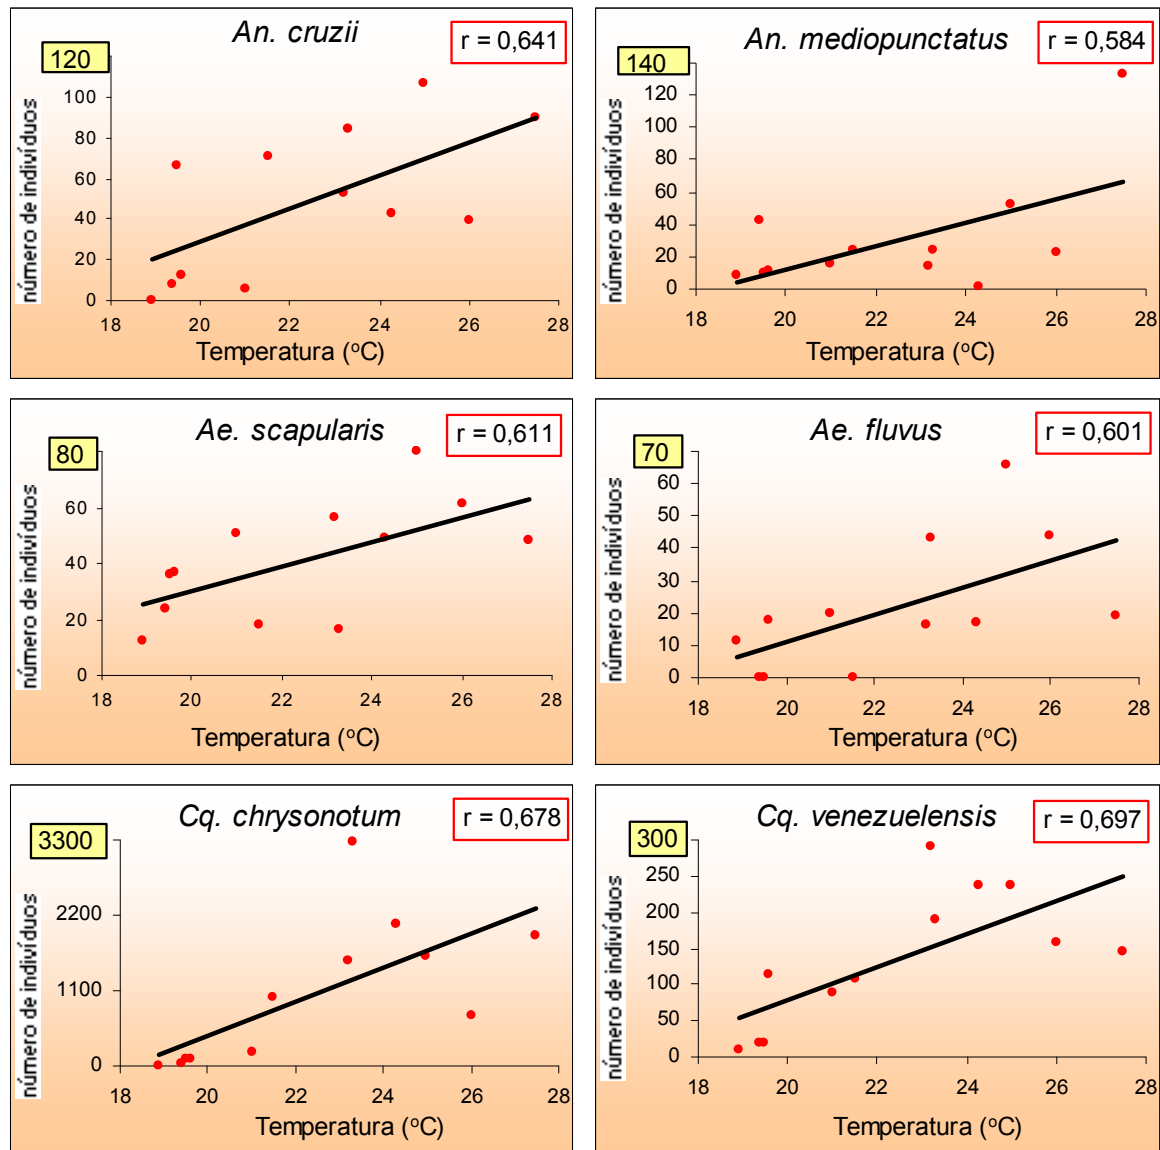 An. cruzii
r = 0,641
120
100
80
60
40
20
0
número de indivíduos
18 20 22 24 26 28
Temperatura (°C)
An. mediopunctatus
r = 0,584
140
120
100
80
60
40
20
0
número de indivíduos
18 20 22 24 26 28
Temperatura (°C)
Ae. scapularis
r = 0,611
80
60
40
20
0
número de indivíduos
18 20 22 24 26 28
Temperatura (°C)
Ae. fluvus
r = 0,601
70
60
50
40
30
20
10
0
número de indivíduos
18 20 22 24 26 28
Temperatura (°C)
Cq. chrysonotum
r = 0,678
3300
2200
1100
0
número de indivíduos
18 20 22 24 26 28
Temperatura (°C)
Cq. venezuelensis
r = 0,697
300
250
200
150
100
50
0
número de indivíduos
18 20 22 24 26 28
Temperatura (°C)